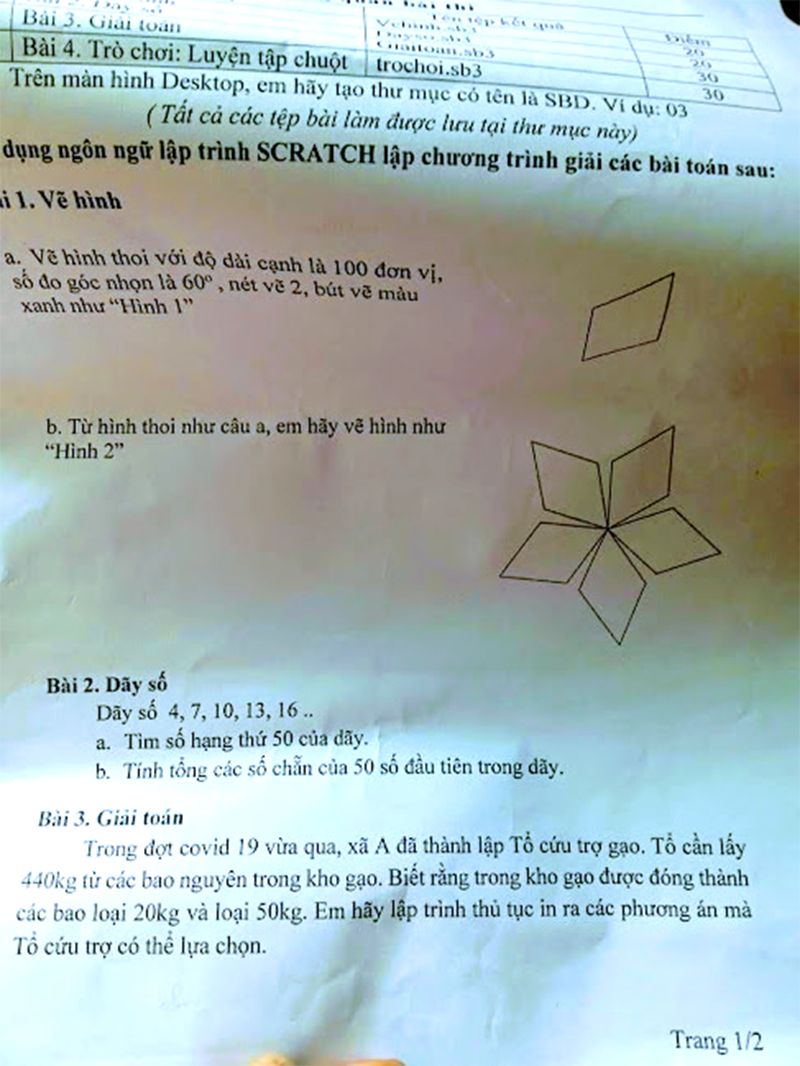 Bài 3. Giải toán
Tên tệp kết quả
Điểm
20
20
Giaitoan.sb3
30
Bài 4. Trò chơi: Luyện tập chuột
trochoi.sb3
30
Trên màn hình Desktop, em hãy tạo thư mục có tên là SBD. Ví dụ: 03
( Tất cả các tệp bài làm được lưu tại thư mục này)
dụng ngôn ngữ lập trình SCRATCH lập chương trình giải các bài toán sau:
i 1. Vẽ hình
a. Vẽ hình thoi với độ dài cạnh là 100 đơn vị,
số đo góc nhọn là 60º , nét vẽ 2, bút vẽ màu
xanh như “Hình 1”
b. Từ hình thoi như câu a, em hãy vẽ hình như
“Hình 2”
Bài 2. Dãy số
Dãy số 4, 7, 10, 13, 16 ..
a. Tìm số hạng thứ 50 của dãy.
b. Tính tổng các số chẵn của 50 số đầu tiên trong dãy.
Bài 3. Giải toán
Trong đợt covid 19 vừa qua, xã A đã thành lập Tổ cứu trợ gạo. Tổ cần lấy
440kg từ các bao nguyên trong kho gạo. Biết rằng trong kho gạo được đóng thành
các bao loại 20kg và loại 50kg. Em hãy lập trình thủ tục in ra các phương án mà
Tổ cứu trợ có thể lựa chọn.
Trang 1/2